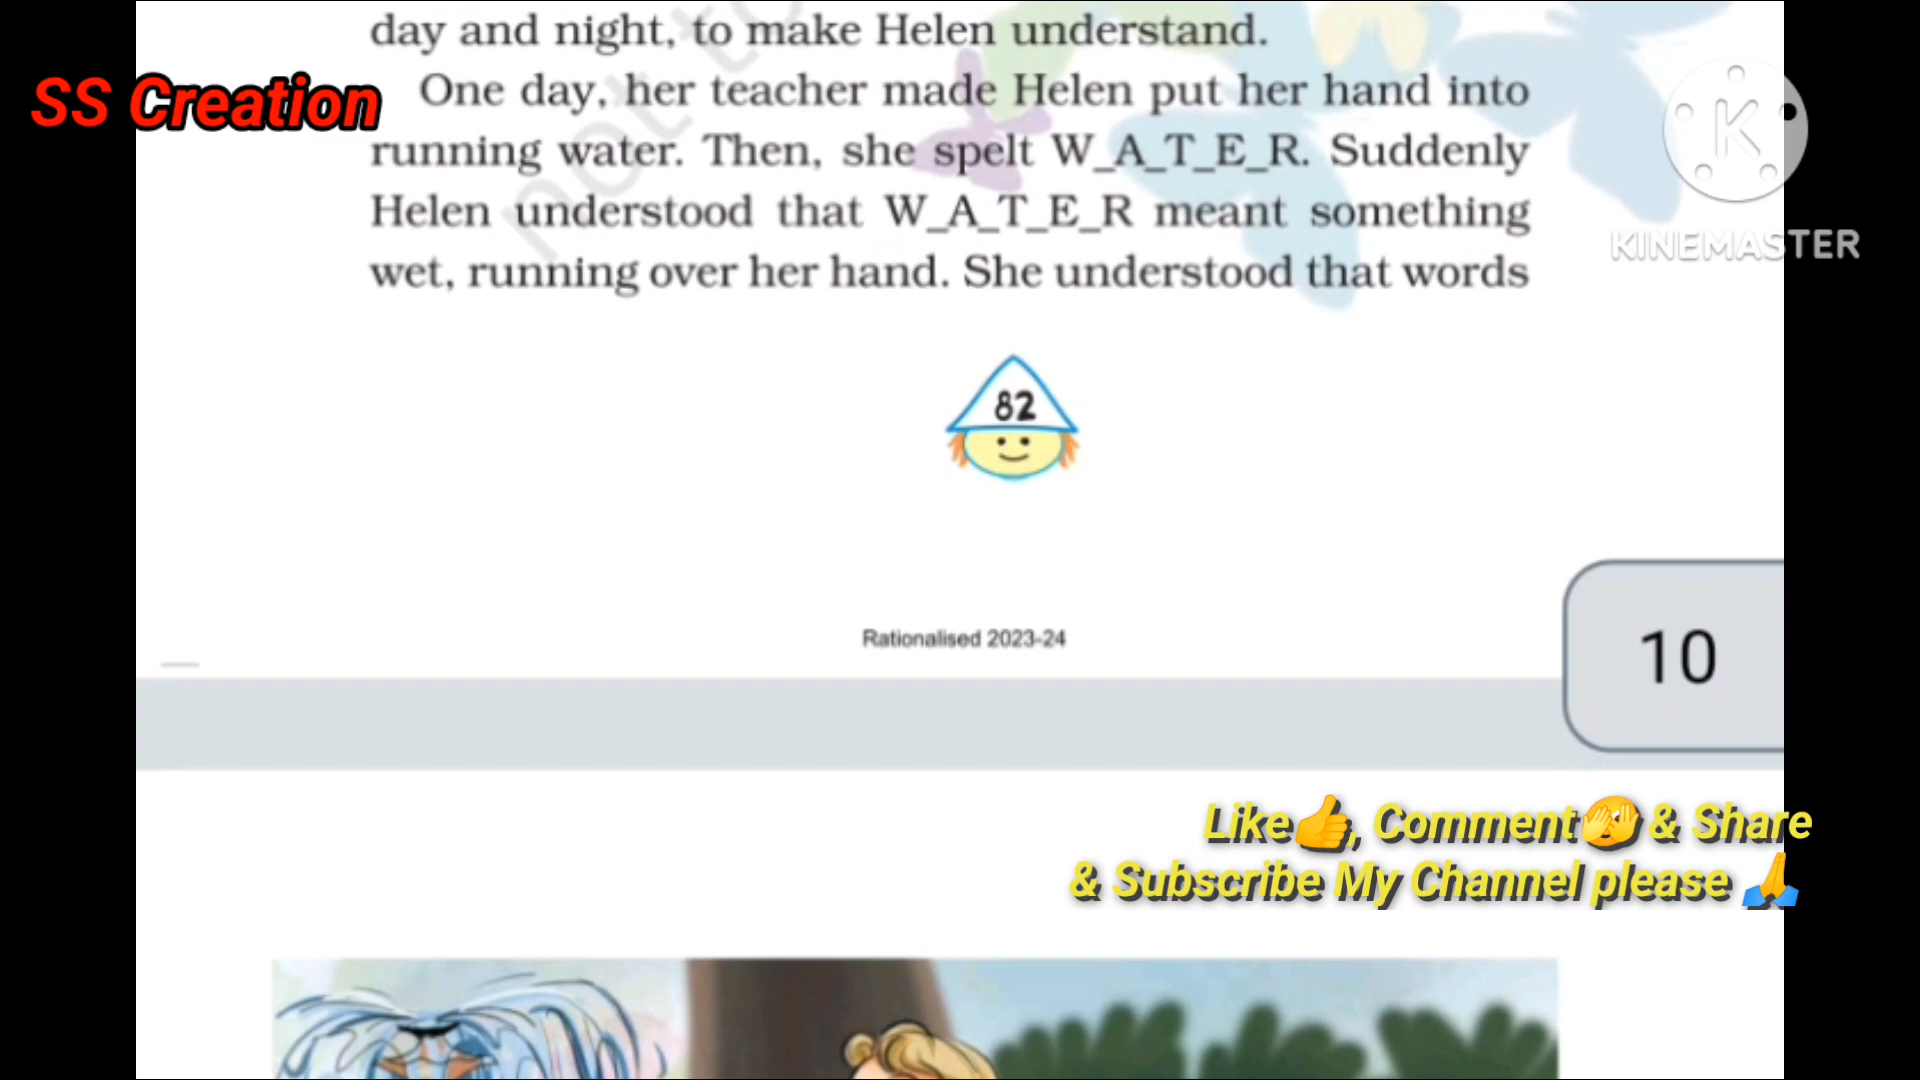 day and night, to make Helen understand.
SS Creation
One day, her teacher made Helen put her hand into
running water. Then, she spelt W_A_T_E_R. Suddenly
Helen understood that W_A_T_E_R meant something
wet, running over her hand. She understood that words
not to
K
KINEMASTER
82
Rationalised 2023-24
10
Like👍, Comment🫣 & Share
& Subscribe My Channel please 🙏